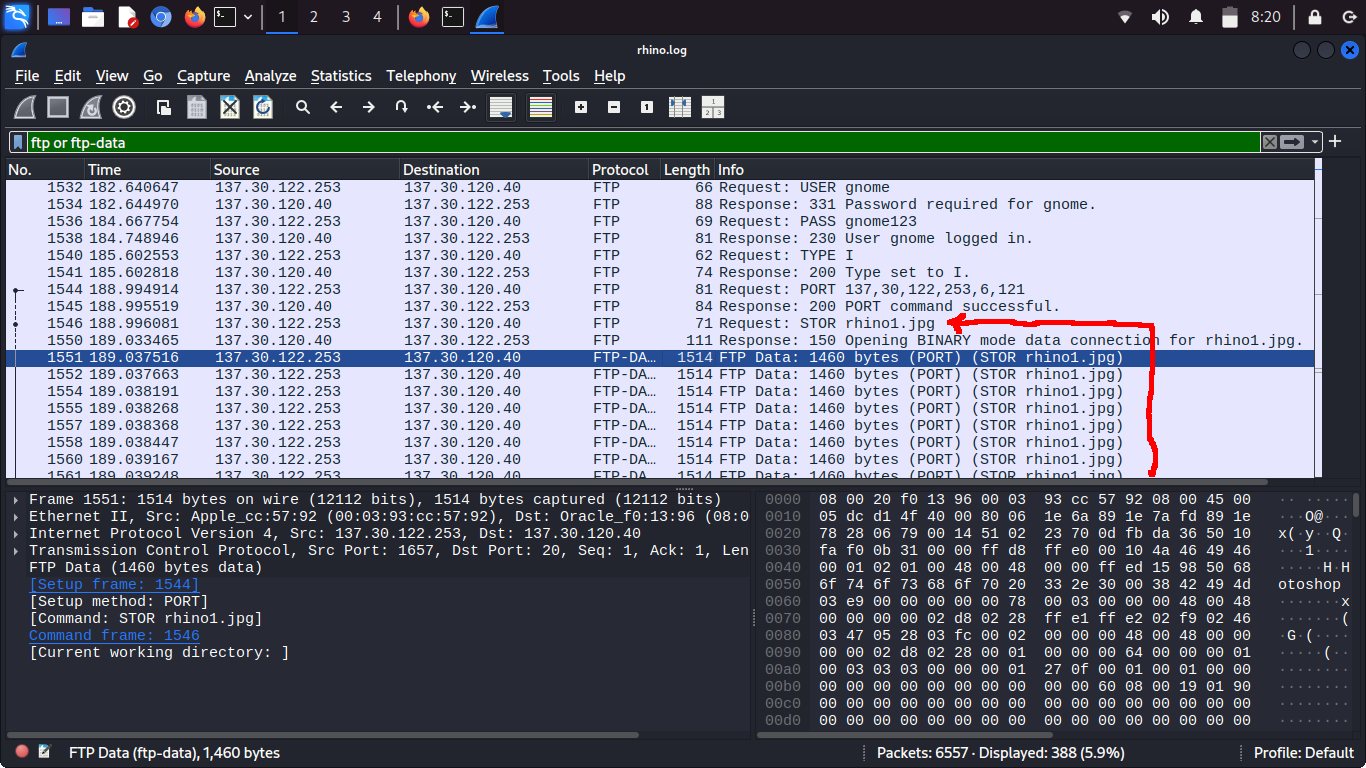 1 2 3 4 8:20
rhino.log
File Edit View Go Capture Analyze Statistics Telephony Wireless Tools Help
ftp or ftp-data
No. Time Source Destination Protocol Length Info
1532 182.640647 137.30.122.253 137.30.120.40 FTP 66 Request: USER gnome
1534 182.644970 137.30.120.40 137.30.122.253 FTP 88 Response: 331 Password required for gnome.
1536 184.667754 137.30.122.253 137.30.120.40 FTP 69 Request: PASS gnome123
1538 184.748946 137.30.120.40 137.30.122.253 FTP 81 Response: 230 User gnome logged in.
1540 185.602553 137.30.122.253 137.30.120.40 FTP 62 Request: TYPE I
1541 185.602818 137.30.120.40 137.30.122.253 FTP 74 Response: 200 Type set to I.
1544 188.994914 137.30.122.253 137.30.120.40 FTP 81 Request: PORT 137,30,122,253,6,121
1545 188.995519 137.30.120.40 137.30.122.253 FTP 84 Response: 200 PORT command successful.
1546 188.996081 137.30.122.253 137.30.120.40 FTP 71 Request: STOR rhino1.jpg
1550 189.033465 137.30.120.40 137.30.122.253 FTP 111 Response: 150 Opening BINARY mode data connection for rhino1.jpg.
1551 189.037516 137.30.122.253 137.30.120.40 FTP-DA… 1514 FTP Data: 1460 bytes (PORT) (STOR rhino1.jpg)
1552 189.037663 137.30.122.253 137.30.120.40 FTP-DA… 1514 FTP Data: 1460 bytes (PORT) (STOR rhino1.jpg)
1554 189.038191 137.30.122.253 137.30.120.40 FTP-DA… 1514 FTP Data: 1460 bytes (PORT) (STOR rhino1.jpg)
1555 189.038268 137.30.122.253 137.30.120.40 FTP-DA… 1514 FTP Data: 1460 bytes (PORT) (STOR rhino1.jpg)
1557 189.038368 137.30.122.253 137.30.120.40 FTP-DA… 1514 FTP Data: 1460 bytes (PORT) (STOR rhino1.jpg)
1558 189.038447 137.30.122.253 137.30.120.40 FTP-DA… 1514 FTP Data: 1460 bytes (PORT) (STOR rhino1.jpg)
1560 189.039167 137.30.122.253 137.30.120.40 FTP-DA… 1514 FTP Data: 1460 bytes (PORT) (STOR rhino1.jpg)
1561 189.039248 137.30.122.253 137.30.120.40 FTP-DA… 1514 FTP Data: 1460 bytes (PORT) (STOR rhino1.jpg)
Frame 1551: 1514 bytes on wire (12112 bits), 1514 bytes captured (12112 bits)
Ethernet II, Src: Apple_cc:57:92 (00:03:93:cc:57:92), Dst: Oracle_f0:13:96 (08:0
Internet Protocol Version 4, Src: 137.30.122.253, Dst: 137.30.120.40
Transmission Control Protocol, Src Port: 1657, Dst Port: 20, Seq: 1, Ack: 1, Len
FTP Data (1460 bytes data)
[Setup frame: 1544]
[Setup method: PORT]
[Command: STOR rhino1.jpg]
Command frame: 1546
[Current working directory: ]
0000 08 00 20 f0 13 96 00 03 93 cc 57 92 08 00 45 00 ·· ·····
0010 05 dc d1 4f 40 00 80 06 1e 6a 89 1e 7a fd 89 1e ···O@···
0020 78 28 06 79 00 14 51 02 23 70 0d fb da 36 50 10 x(·y··Q·
0030 fa f0 0b 31 00 00 ff d8 ff e0 00 10 4a 46 49 46 ···1····
0040 00 01 02 01 00 48 00 48 00 00 ff ed 15 98 50 68 ·····H·H
0050 6f 74 6f 73 68 6f 70 20 33 2e 30 00 38 42 49 4d otoshop
0060 03 e9 00 00 00 00 00 78 00 03 00 00 00 48 00 48 ·······x
0070 00 00 00 00 02 d8 02 28 ff e1 ff e2 02 f9 02 46 ·······(
0080 03 47 05 28 03 fc 00 02 00 00 00 48 00 48 00 00 ·G·(····
0090 00 00 02 d8 02 28 00 01 00 00 00 64 00 00 00 01 ·····(··
00a0 00 03 03 03 00 00 00 01 27 0f 00 01 00 01 00 00 ········
00b0 00 00 00 00 00 00 00 00 00 00 60 08 00 19 01 90 ········
00c0 00 00 00 00 00 00 00 00 00 00 00 00 00 00 00 00 ········
00d0 00 00 00 00 00 00 00 00 00 00 00 00 00 00 00 00 ········
FTP Data (ftp-data), 1,460 bytes Packets: 6557 · Displayed: 388 (5.9%) Profile: Default